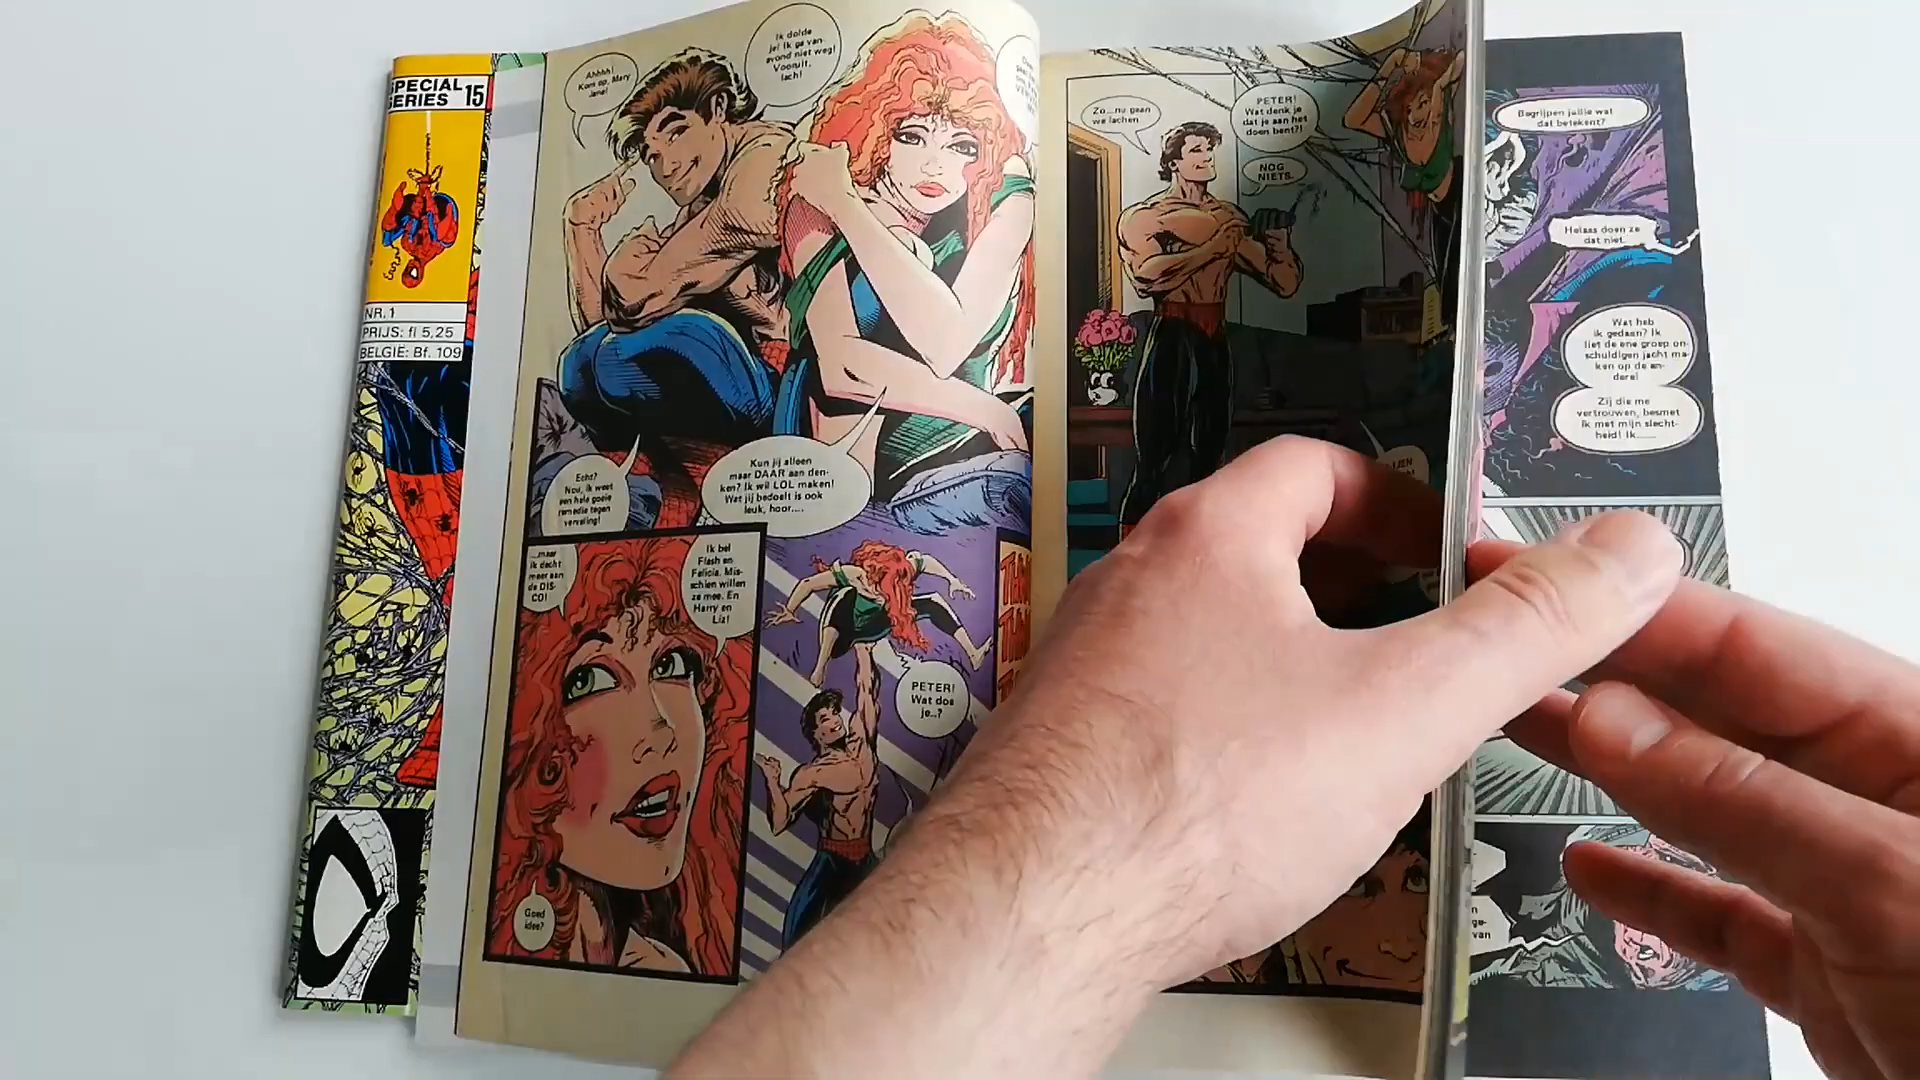 SPECIAL
SERIES 15
NR. 1
PRIJS: fl 5,25
BELGIË: Bf. 109
Ahhhh!
Kom op, Mary
Jane!
Ik dolde
je! Ik ga van-
avond niet weg!
Vooruit,
lach!
Echt?
Nou, ik weet
een hele goeie
remedie tegen
verveling!
Kun jij alleen
maar DAAR aan den-
ken? Ik wil LOL maken!
Wat jij bedoelt is ook
leuk, hoor....
...maar
ik dacht
meer aan
de DIS-
CO!
Ik bel
Flash en
Felicia. Mis-
schien willen
ze mee. En
Harry en
Liz!
Goed
idee?
PETER!
Wat doe
je..?
Zo...nu gaan
we lachen
PETER!
Wat denk je
dat je aan het
doen bent?!
NOG
NIETS.
Begrijpen jullie wat
dat betekent?
Helaas doen ze
dat niet.
Wat heb
ik gedaan? Ik
liet de ene groep on-
schuldigen jacht ma-
ken op de an-
dere!
Zij die me
vertrouwen, besmet
ik met mijn slecht-
heid! Ik......
ge-
van